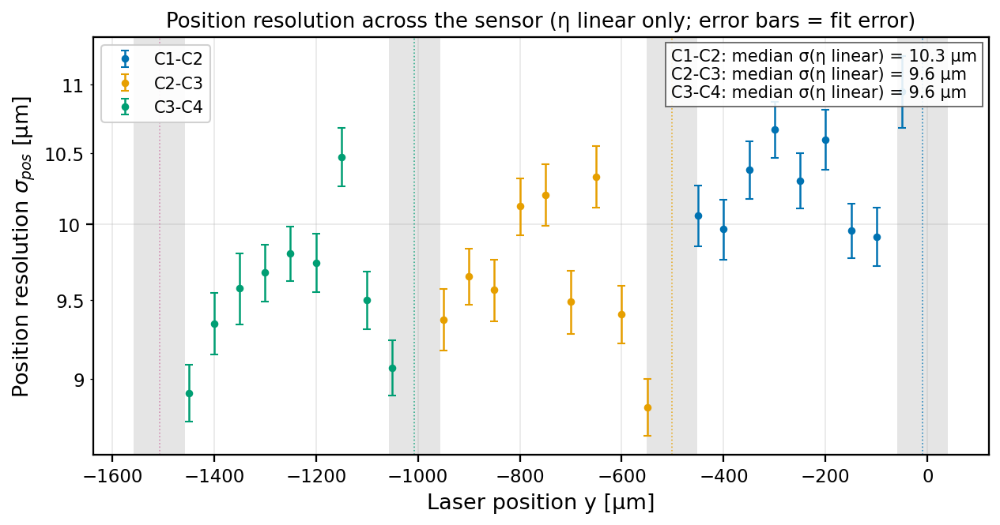 Position resolution across the sensor (η linear only; error bars = fit error)
C1-C2
C2-C3
C3-C4
C1-C2: median σ(η linear) = 10.3 μm
C2-C3: median σ(η linear) = 9.6 μm
C3-C4: median σ(η linear) = 9.6 μm
Position resolution σpos [μm]
11
10.5
10
9.5
9
−1600
−1400
−1200
−1000
−800
−600
−400
−200
0
Laser position y [μm]